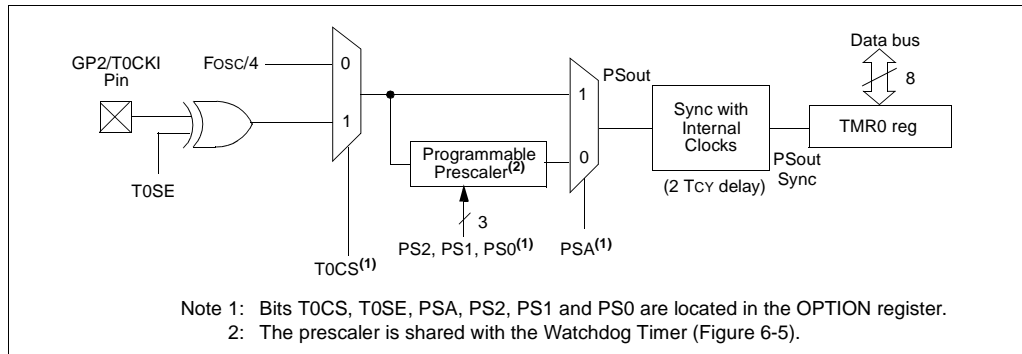 Data bus
GP2/T0CKI
Pin
FOSC/4
0
1
T0SE
T0CS(1)
Programmable
Prescaler(2)
3
PS2, PS1, PS0(1)
1
0
PSA(1)
PSout
Sync with
Internal
Clocks
(2 TCY delay)
PSout
Sync
8
TMR0 reg
Note 1: Bits T0CS, T0SE, PSA, PS2, PS1 and PS0 are located in the OPTION register.
2: The prescaler is shared with the Watchdog Timer (Figure 6-5).